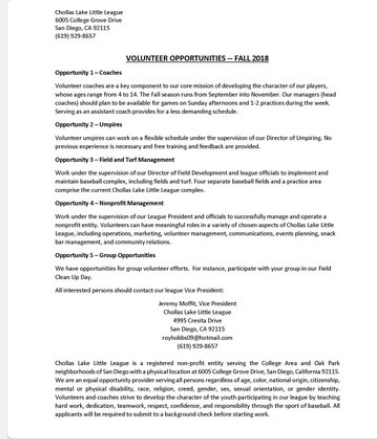 Chollas Lake Little League
6005 College Grove Drive
San Diego, CA 92115
(619) 929-8657
VOLUNTEER OPPORTUNITIES -- FALL 2018
Opportunity 1 – Coaches
Volunteer coaches are a key component to our core mission of developing the character of our players,
whose ages range from 4 to 14. The Fall season runs from September into November. Our managers (head
coaches) should plan to be available for games on Sunday afternoons and 1-2 practices during the week.
Serving as an assistant coach provides for a less demanding schedule.
Opportunity 2 – Umpires
Volunteer umpires can work on a flexible schedule under the supervision of our Director of Umpiring. No
previous experience is necessary and free training and feedback are provided.
Opportunity 3 – Field and Turf Management
Work under the supervision of our Director of Field Development and league officials to implement and
maintain baseball complex, including fields and turf. Four separate baseball fields and a practice area
comprise the current Chollas Lake Little League complex.
Opportunity 4 – Nonprofit Management
Work under the supervision of our League President and officials to successfully manage and operate a
nonprofit entity. Volunteers can have meaningful roles in a variety of chosen aspects of Chollas Lake Little
League, including operations, marketing, volunteer management, communications, events planning, snack
bar management, and community relations.
Opportunity 5 – Group Opportunities
We have opportunities for group volunteer efforts. For instance, participate with your group in our Field
Clean Up Day.
All interested persons should contact our league Vice President:
Jeremy Moffit, Vice President
Chollas Lake Little League
4995 Cresita Drive
San Diego, CA 92115
royhobbs09@hotmail.com
(619) 929-8657
Chollas Lake Little League is a registered non-profit entity serving the College Area and Oak Park
neighborhoods of San Diego with a physical location at 6005 College Grove Drive, San Diego, California 92115.
We are an equal opportunity provider serving all persons regardless of age, color, national origin, citizenship,
mental or physical disability, race, religion, creed, gender, sex, sexual orientation, or gender identity.
Volunteers and coaches strive to develop the character of the youth participating in our league by teaching
hard work, dedication, teamwork, respect, confidence, and responsibility through the sport of baseball. All
applicants will be required to submit to a background check before starting work.